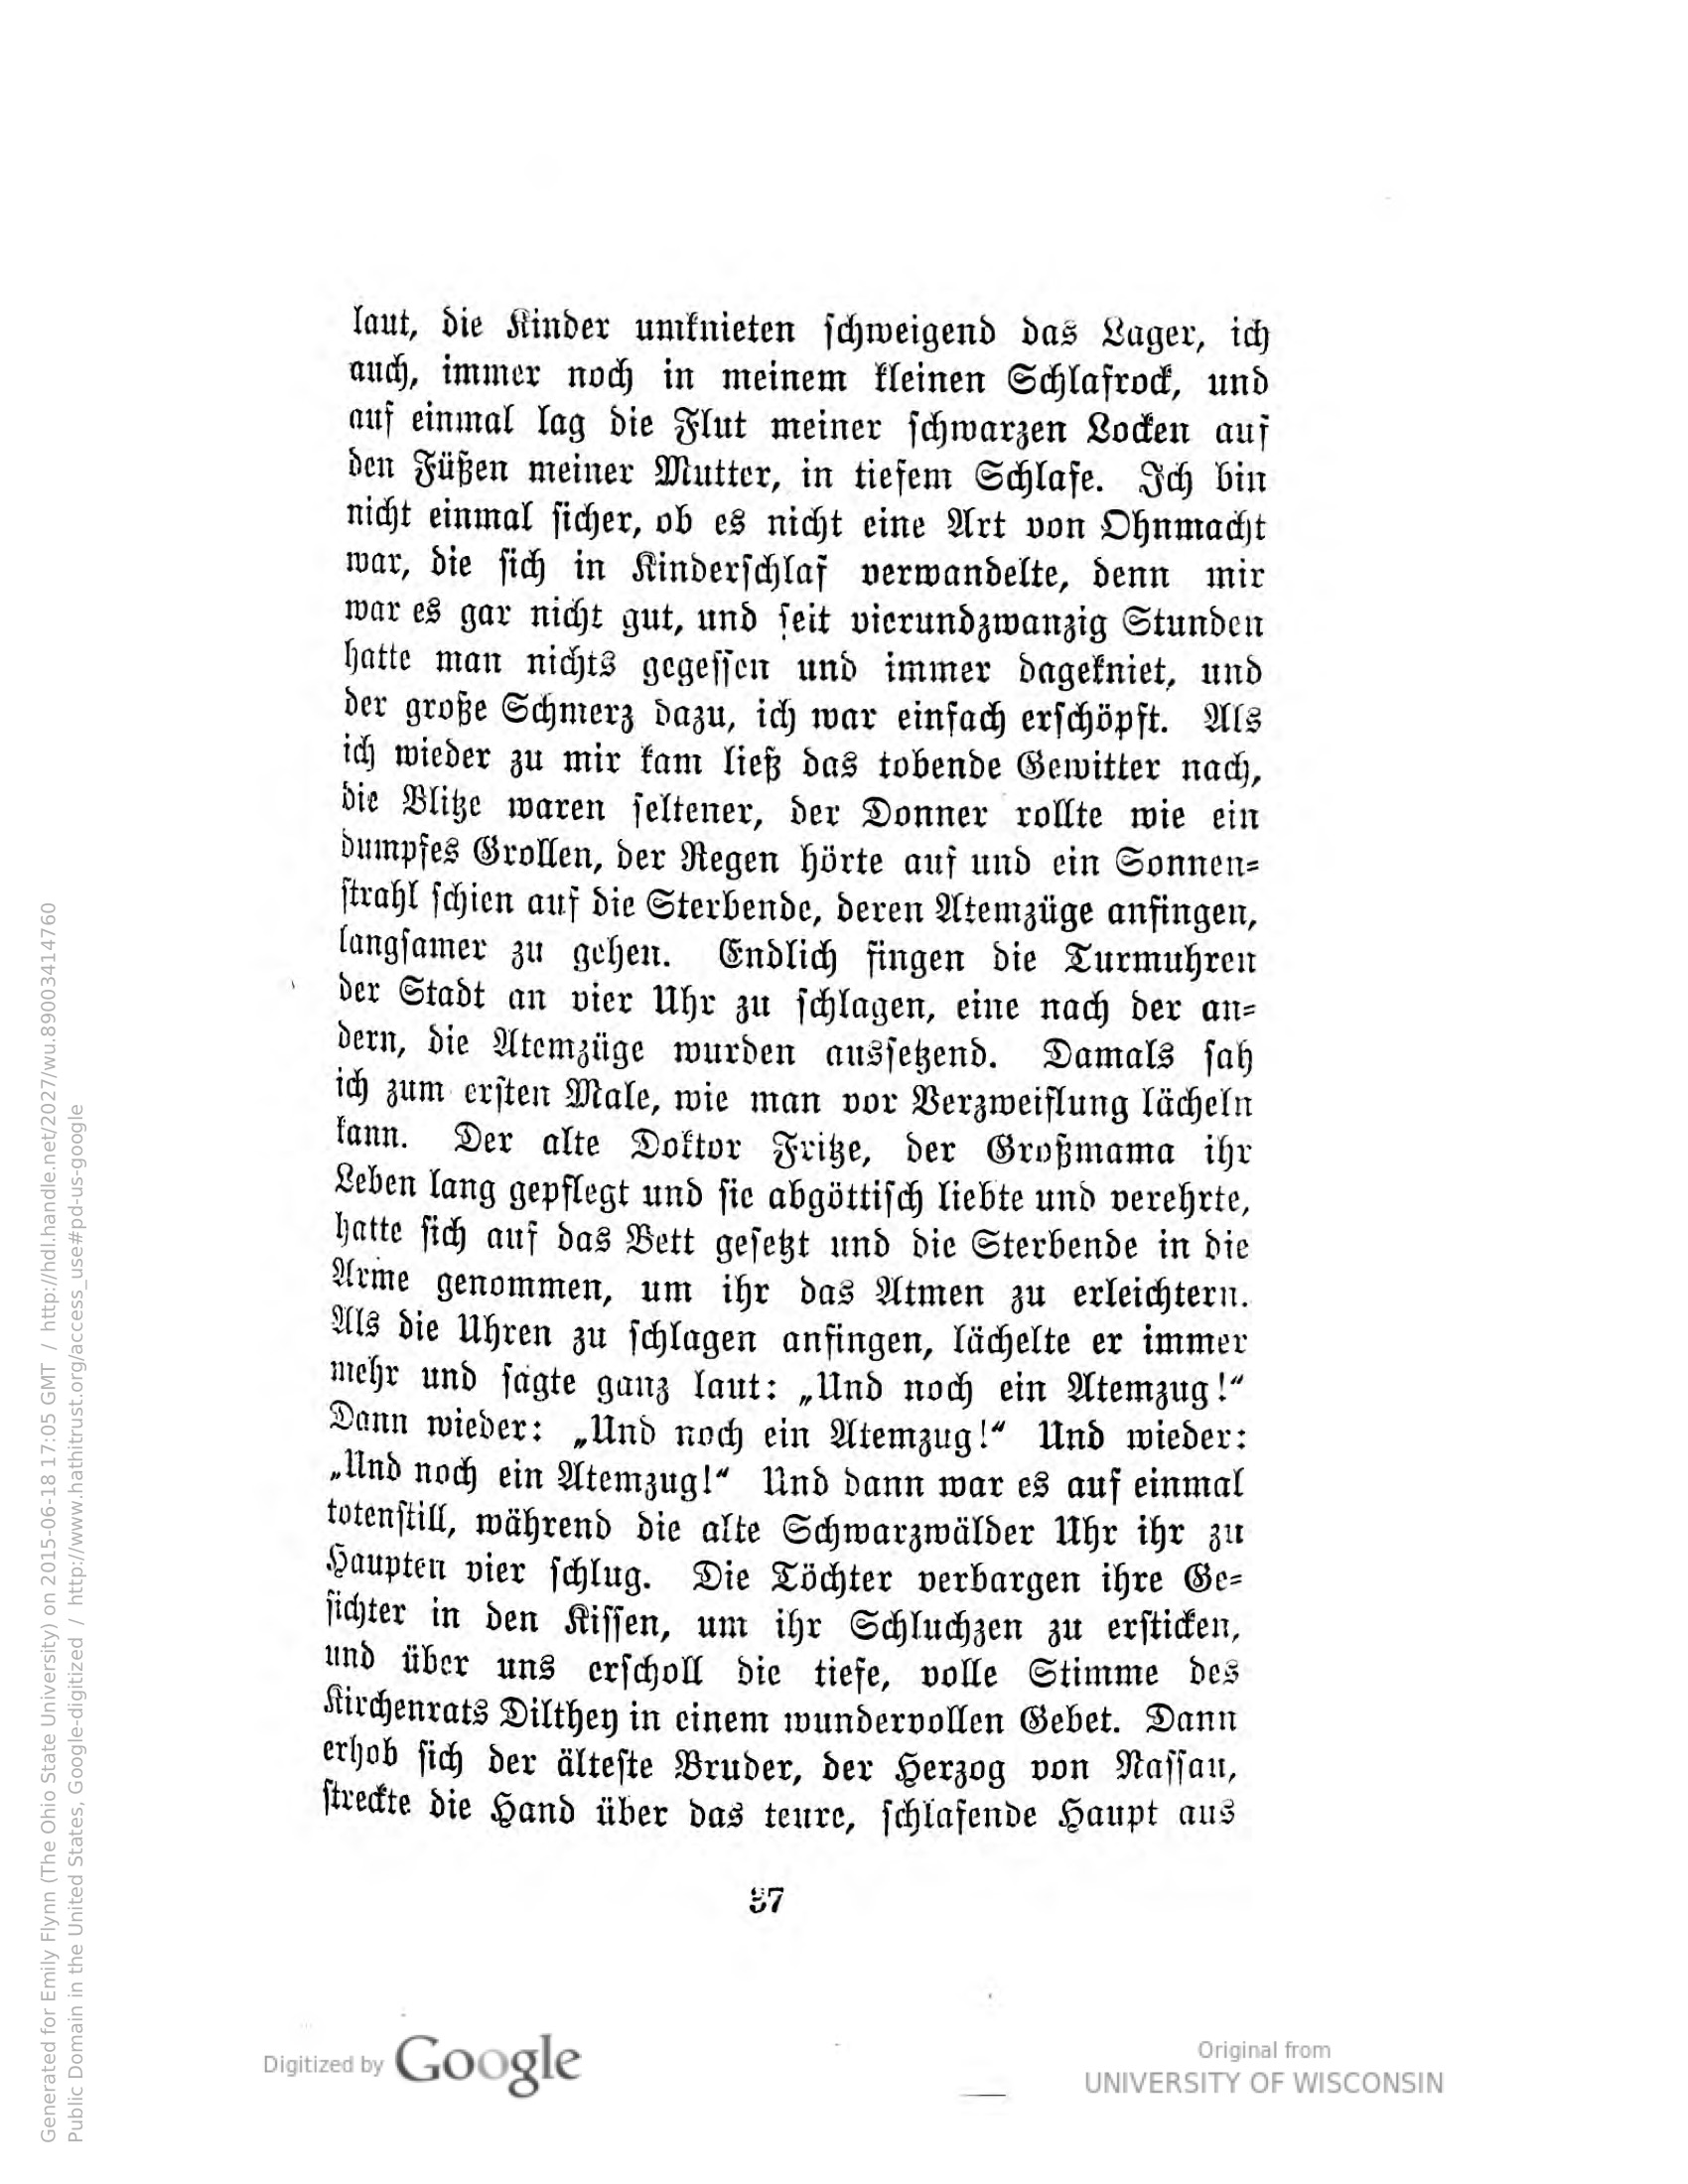 laut, die Kinder umknieten schweigend das Lager, ich
auch, immer noch in meinem kleinen Schlafrock, und
auf einmal lag die Flut meiner schwarzen Locken auf
den Füßen meiner Mutter, in tiefem Schlafe. Ich bin
nicht einmal sicher, ob es nicht eine Art von Ohnmacht
war, die sich in Kinderschlaf verwandelte, denn mir
war es gar nicht gut, und seit vierundzwanzig Stunden
hatte man nichts gegessen und immer dagekniet, und
der große Schmerz dazu, ich war einfach erschöpft. Als
ich wieder zu mir kam ließ das tobende Gewitter nach,
die Blitze waren seltener, der Donner rollte wie ein
dumpfes Grollen, der Regen hörte auf und ein Sonnen-
strahl schien auf die Sterbende, deren Atemzüge anfingen,
langsamer zu gehen. Endlich fingen die Turmuhren
der Stadt an vier Uhr zu schlagen, eine nach der an-
dern, die Atemzüge wurden aussetzend. Damals sah
ich zum ersten Male, wie man vor Verzweiflung lächeln
kann. Der alte Doktor Fritze, der Großmama ihr
Leben lang gepflegt und sie abgöttisch liebte und verehrte,
hatte sich auf das Bett gesetzt und die Sterbende in die
Arme genommen, um ihr das Atmen zu erleichtern.
Als die Uhren zu schlagen anfingen, lächelte er immer
mehr und sagte ganz laut: „Und noch ein Atemzug!“
Dann wieder: „Und noch ein Atemzug!“ Und wieder:
„Und noch ein Atemzug!“ Und dann war es auf einmal
totenstill, während die alte Schwarzwälder Uhr ihr zu
Haupten vier schlug. Die Töchter verbargen ihre Ge-
sichter in den Kissen, um ihr Schluchzen zu ersticken,
und über uns erscholl die tiefe, volle Stimme des
Kirchenrats Dilthey in einem wundervollen Gebet. Dann
erhob sich der älteste Bruder, der Herzog von Nassau,
streckte die Hand über das teure, schlafende Haupt aus
37
Digitized by Google
Original from
UNIVERSITY OF WISCONSIN
Generated for Emily Flynn (The Ohio State University) on 2015-06-18 17:05 GMT / http://hdl.handle.net/2027/wu.89003414760
Public Domain in the United States, Google-digitized / http://www.hathitrust.org/access_use#pd-us-google